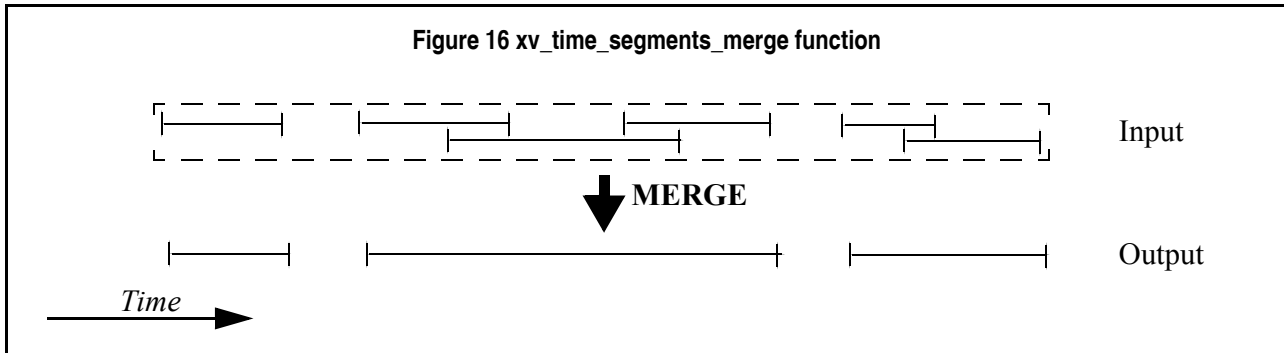 Figure 16 xv_time_segments_merge function
Input
MERGE
Output
Time